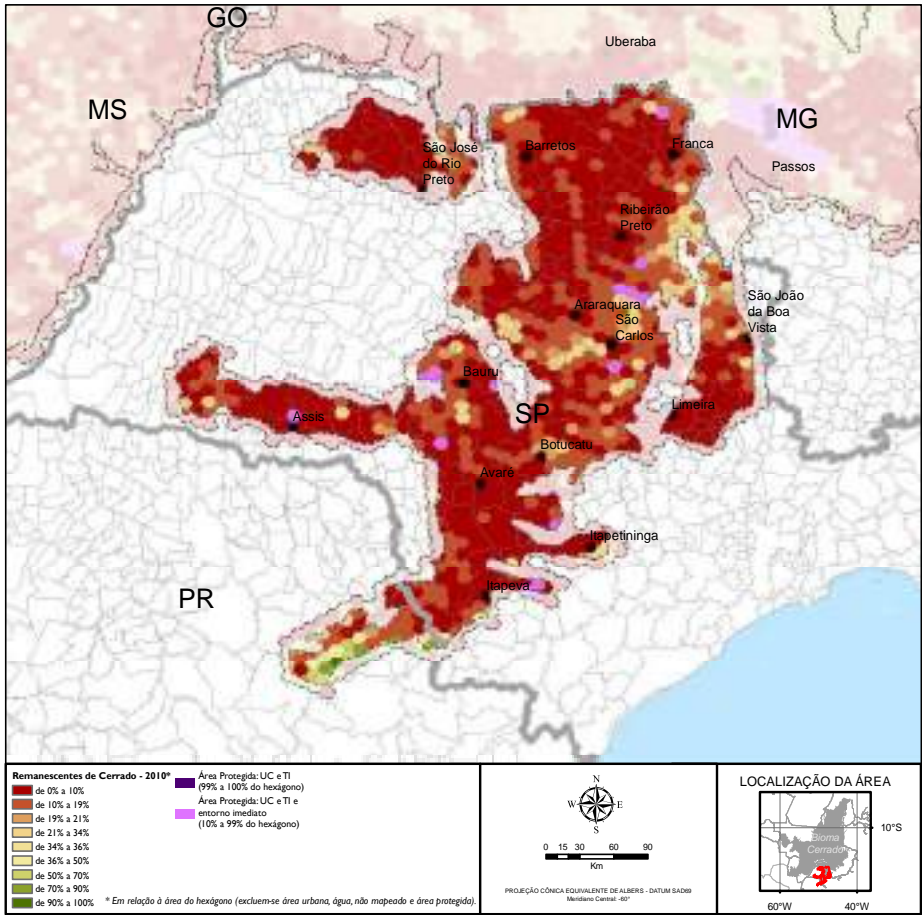 GO
Uberaba
MS
MG
São José
do Rio
Preto
Barretos
Franca
Passos
Ribeirão
Preto
Araraquara
São
Carlos
São João
da Boa
Vista
Bauru
SP
Limeira
Assis
Botucatu
Avaré
Itapetininga
Itapeva
PR
Remanescentes de Cerrado - 2010*
de 0% a 10%
de 10% a 19%
de 19% a 21%
de 21% a 34%
de 34% a 36%
de 36% a 50%
de 50% a 70%
de 70% a 90%
de 90% a 100%
Área Protegida: UC e TI
(99% a 100% do hexágono)
Área Protegida: UC e TI e
entorno imediato
(10% a 99% do hexágono)
* Em relação à área do hexágono (excluem-se área urbana, água, não mapeado e área protegida).
N
W E
S
0 15 30 60 90
Km
PROJEÇÃO CÔNICA EQUIVALENTE DE ALBERS - DATUM SAD69
Meridiano Central: -60°
LOCALIZAÇÃO DA ÁREA
Bioma
Cerrado
10°S
60°W 40°W